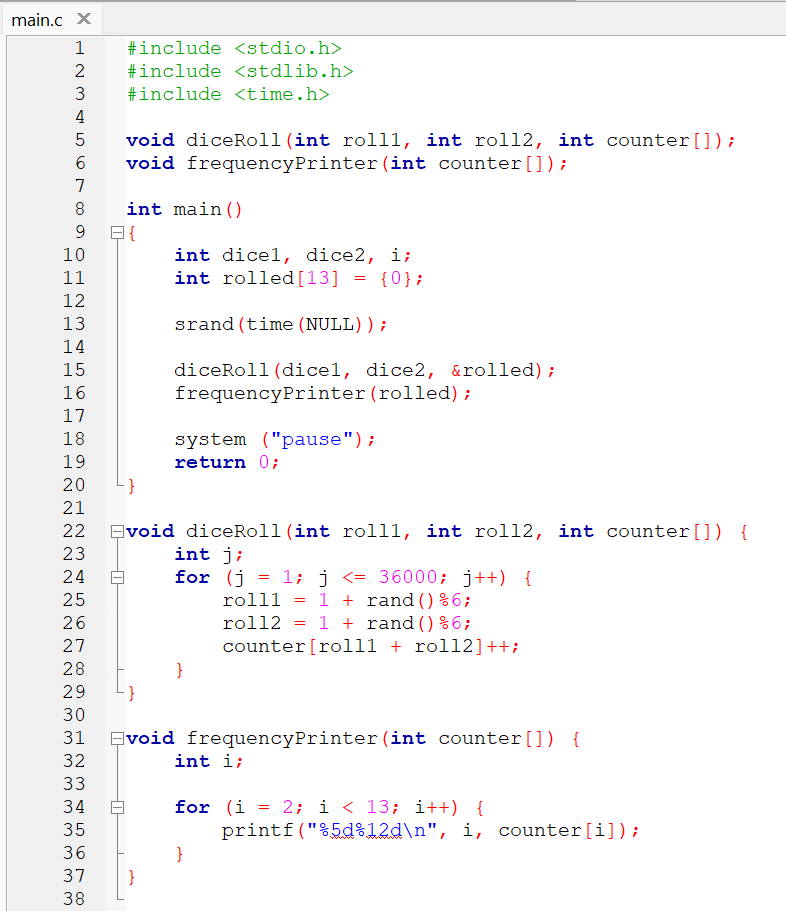 main.c ×
1 #include <stdio.h>
2 #include <stdlib.h>
3 #include <time.h>
4
5 void diceRoll(int roll1, int roll2, int counter[]);
6 void frequencyPrinter(int counter[]);
7
8 int main()
9 {
10     int dice1, dice2, i;
11     int rolled[13] = {0};
12
13     srand(time(NULL));
14
15     diceRoll(dice1, dice2, &rolled);
16     frequencyPrinter(rolled);
17
18     system ("pause");
19     return 0;
20 }
21
22 void diceRoll(int roll1, int roll2, int counter[]) {
23     int j;
24     for (j = 1; j <= 36000; j++) {
25         roll1 = 1 + rand()%6;
26         roll2 = 1 + rand()%6;
27         counter[roll1 + roll2]++;
28     }
29 }
30
31 void frequencyPrinter(int counter[]) {
32     int i;
33
34     for (i = 2; i < 13; i++) {
35         printf("%5d%12d\n", i, counter[i]);
36     }
37 }
38